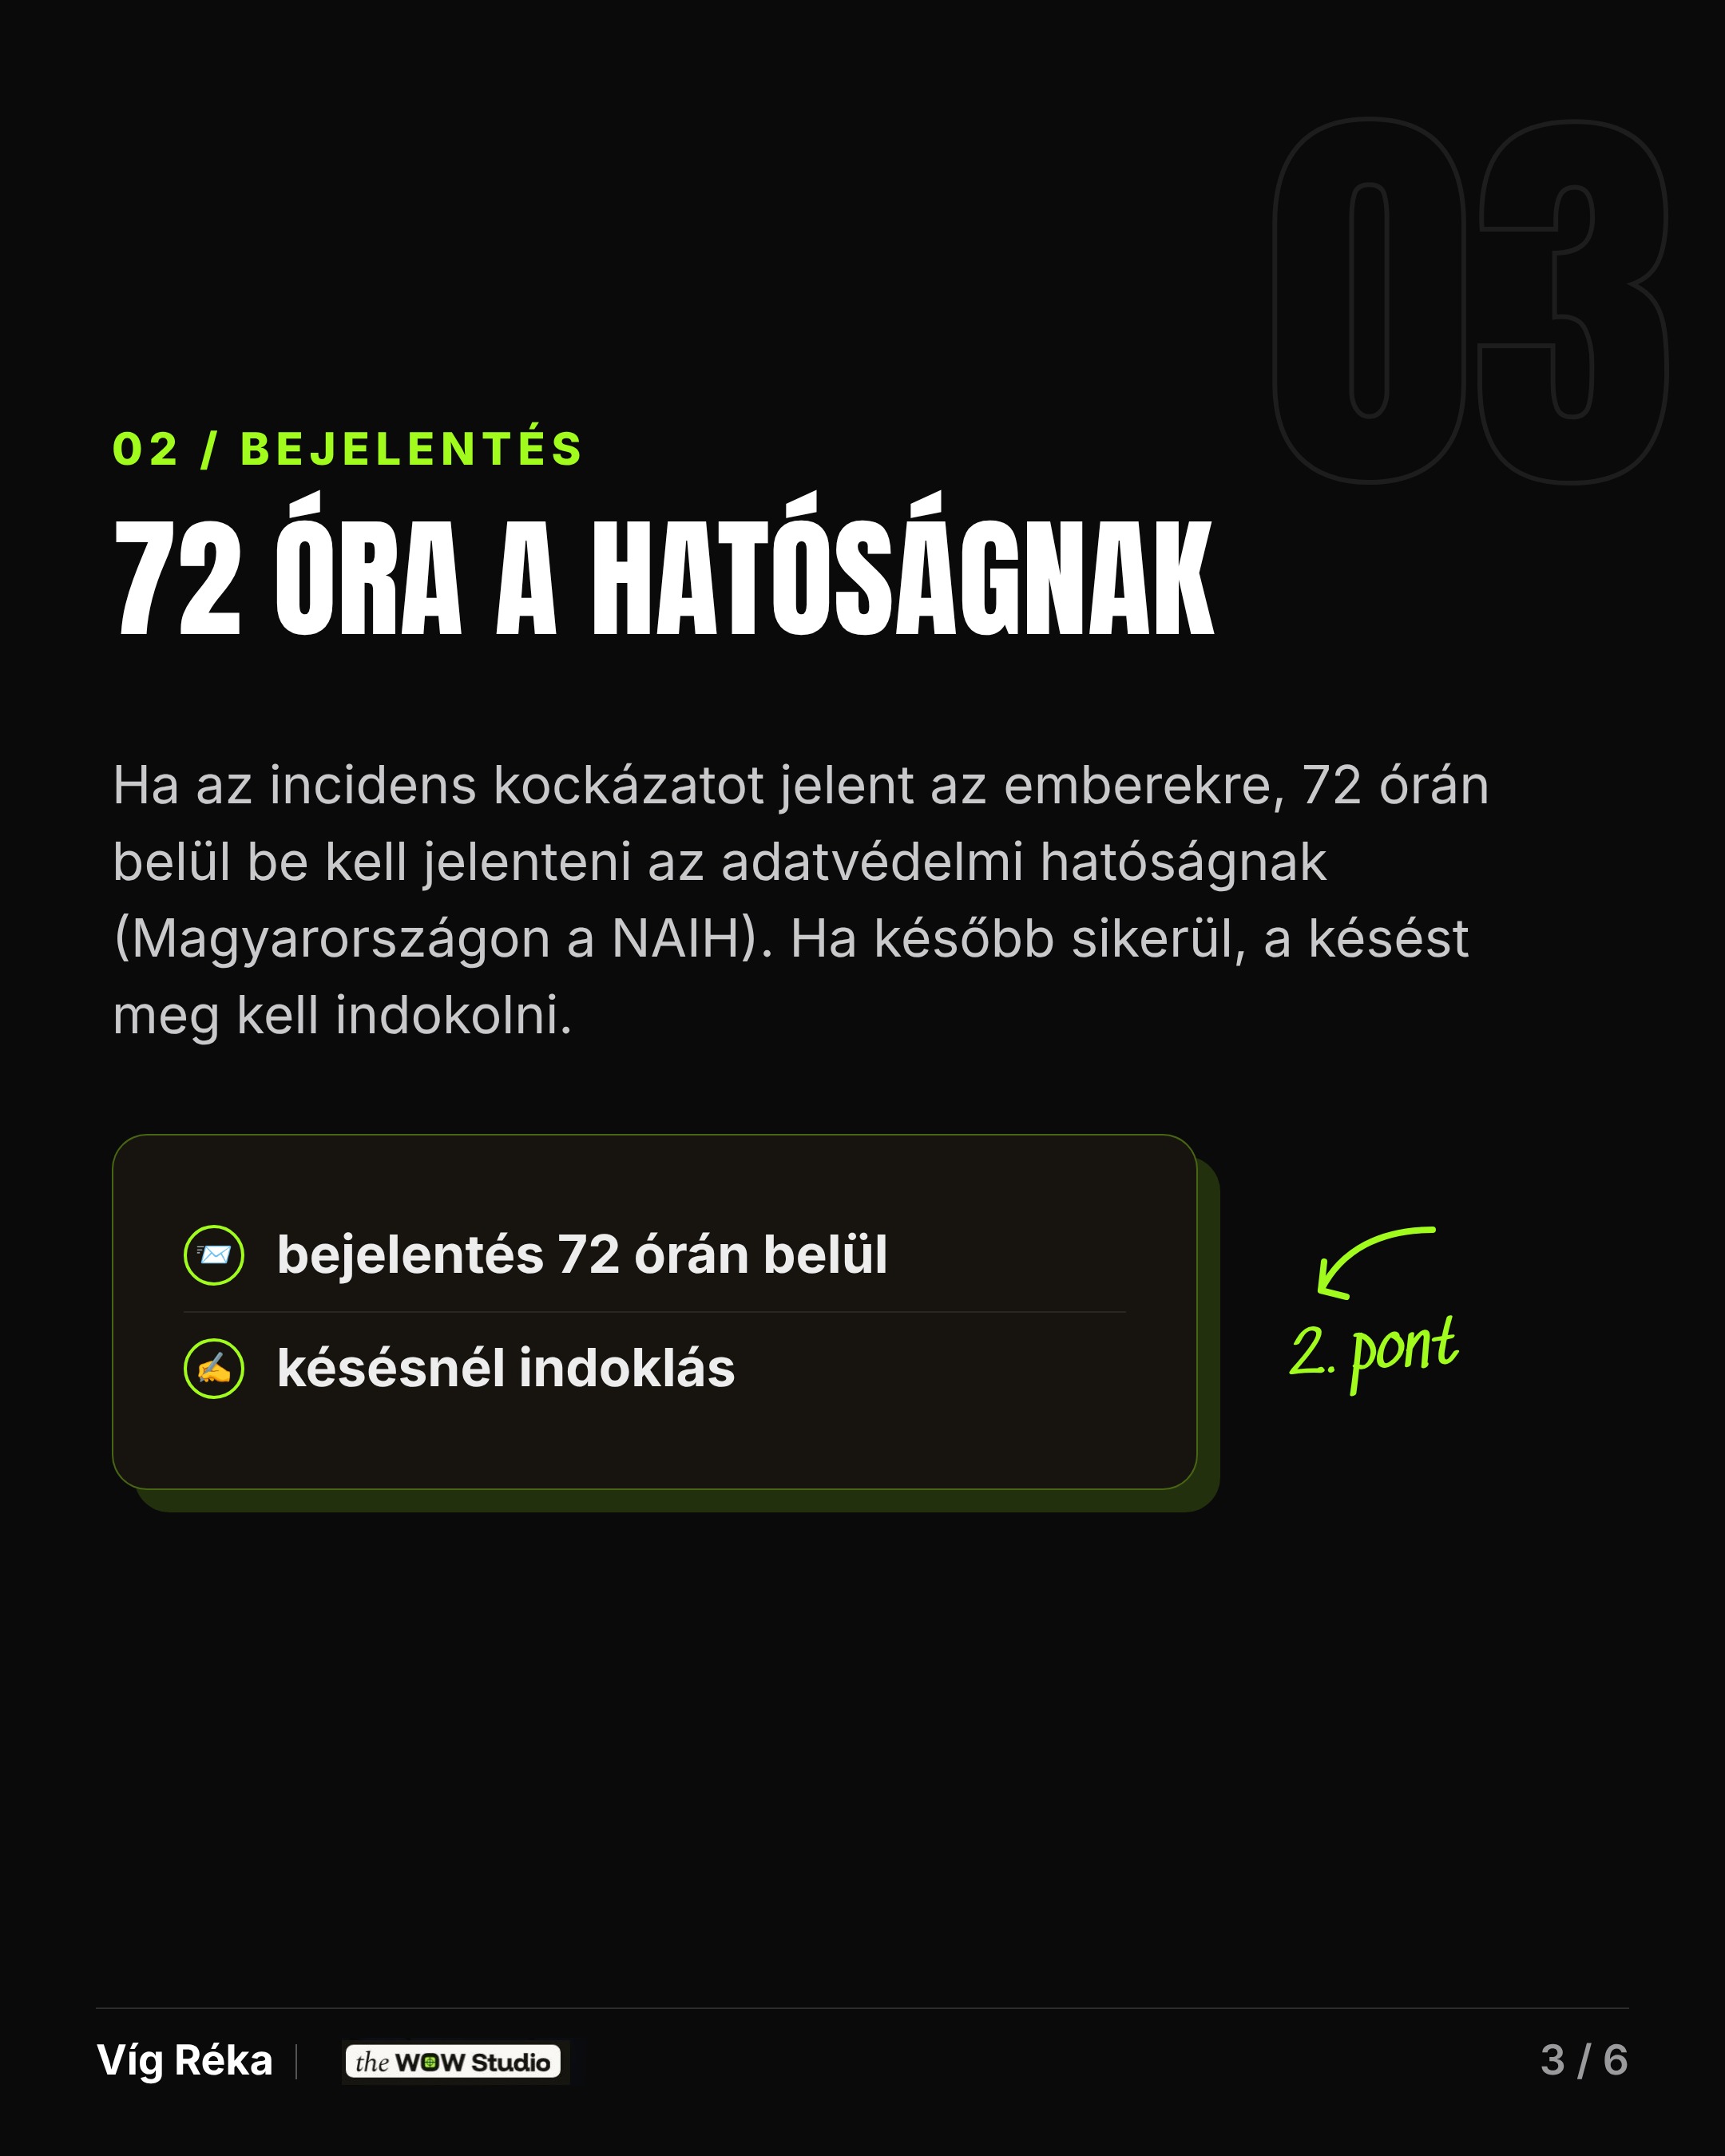 03
02 / BEJELENTÉS
72 ÓRA A HATÓSÁGNAK
Ha az incidens kockázatot jelent az emberekre, 72 órán
belül be kell jelenteni az adatvédelmi hatóságnak
(Magyarországon a NAIH). Ha később sikerül, a késést
meg kell indokolni.
bejelentés 72 órán belül
késésnél indoklás
2. pont
Víg Réka
the WOW Studio
3 / 6